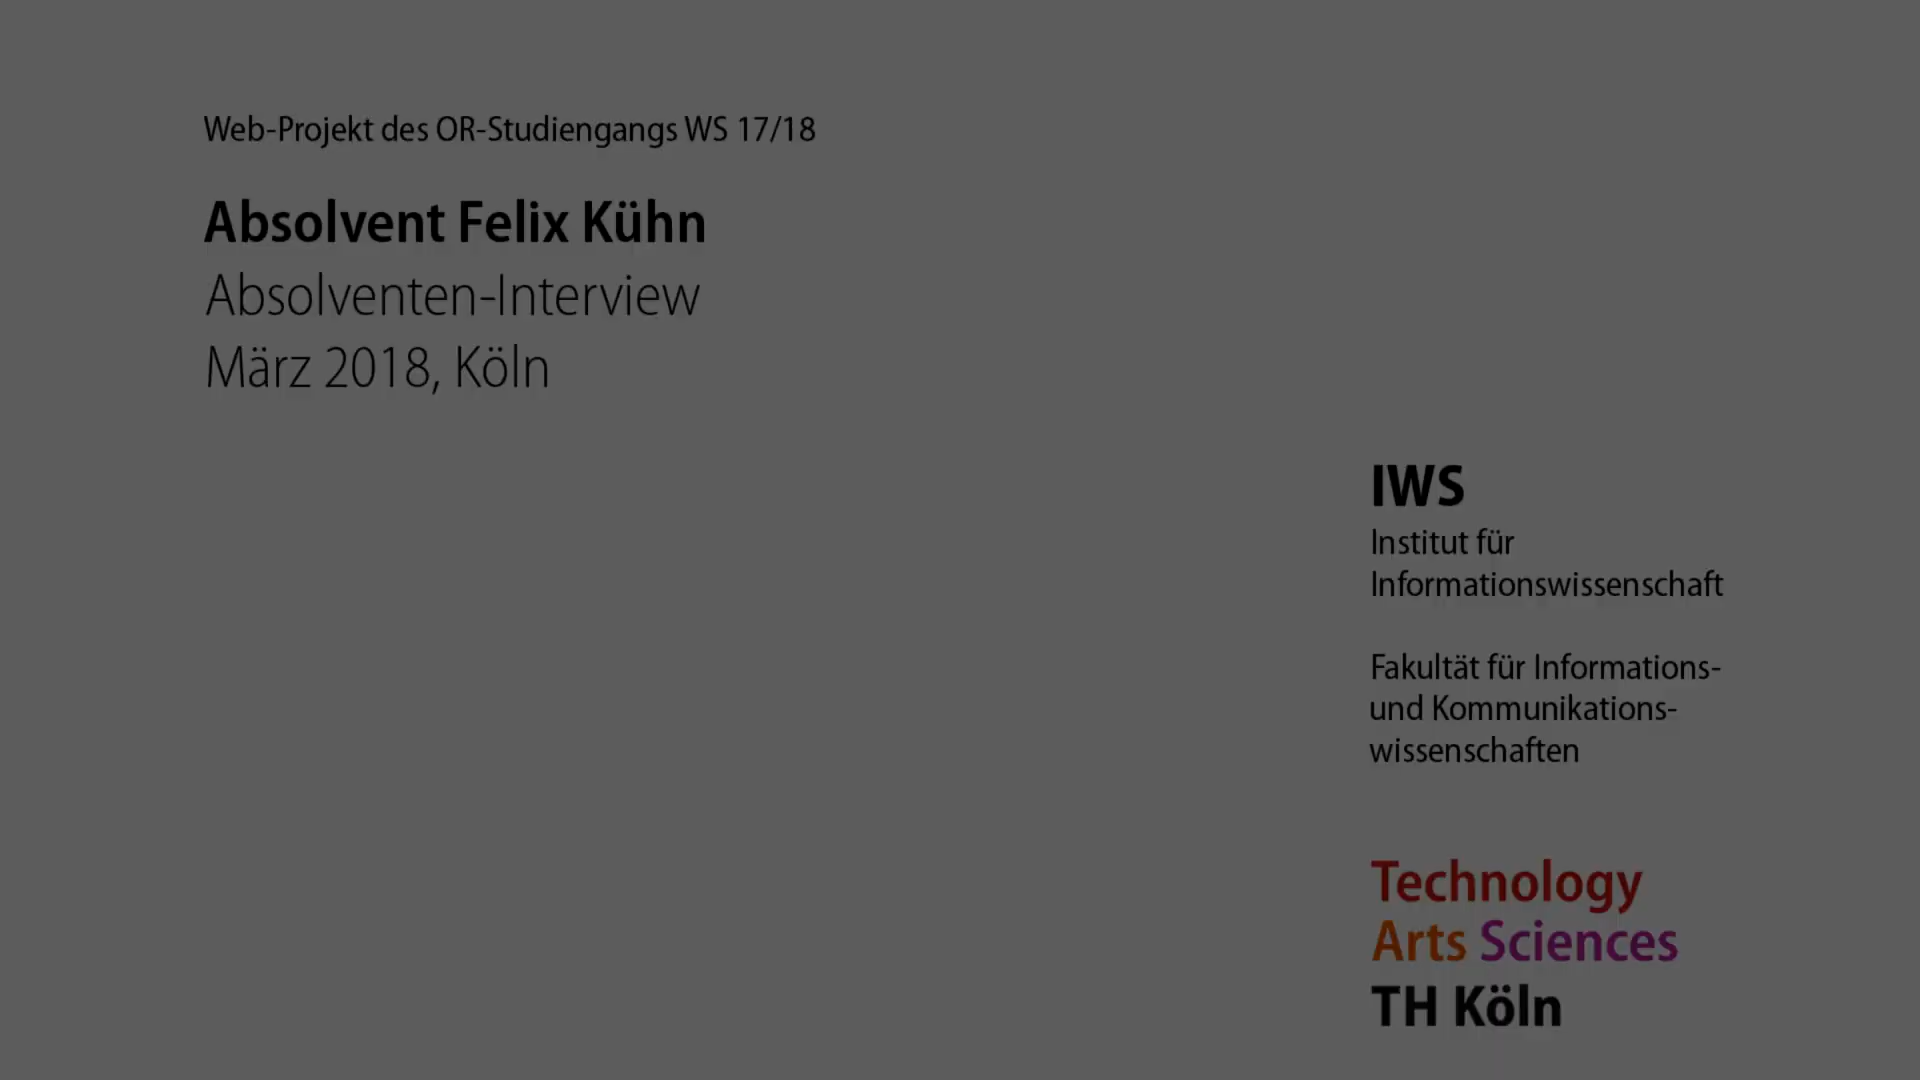 Web-Projekt des OR-Studiengangs WS 17/18
Absolvent Felix Kühn
Absolventen-Interview
März 2018, Köln
IWS
Institut für
Informationswissenschaft
Fakultät für Informations-
und Kommunikations-
wissenschaften
Technology
Arts Sciences
TH Köln